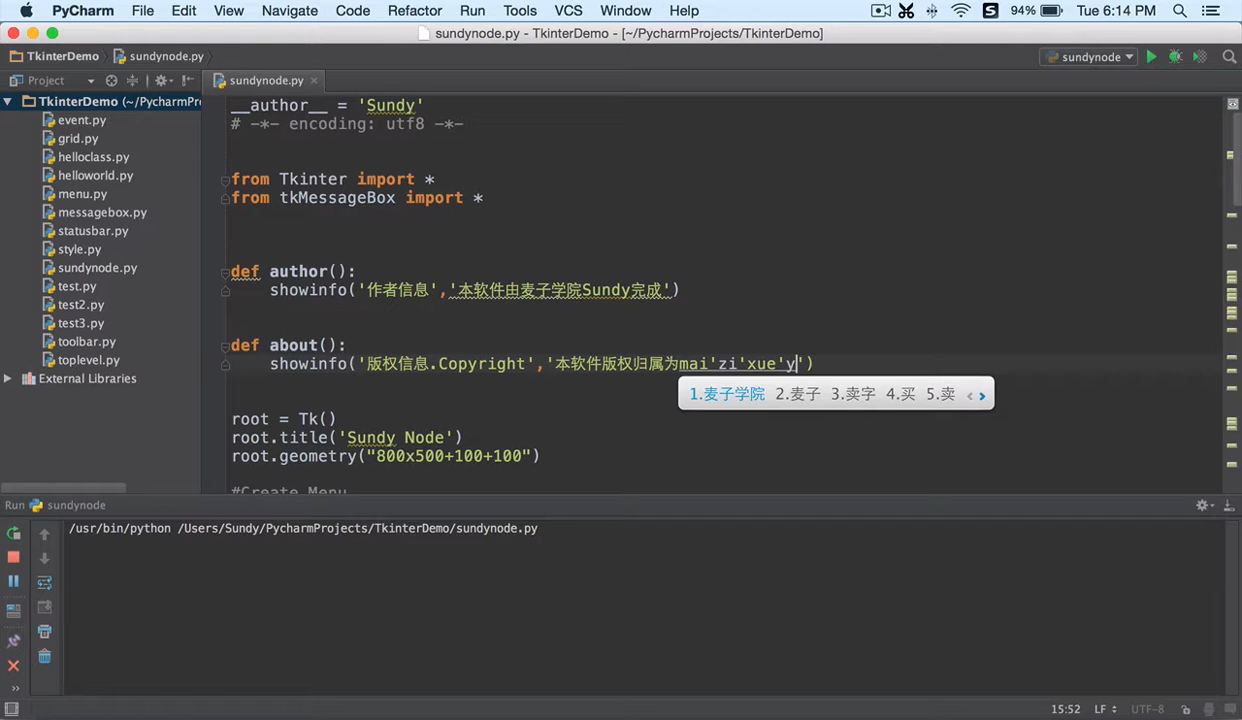 PyCharm File Edit Sundy Navigate Code Refactor Run Tools VCS Window Help 94% Tue 6:14 PM
sundynode.py - TkinterDemo - [~/PycharmProjects/TkinterDemo]
TkinterDemo sundynode.py sundynode
Project sundynode.py
TkinterDemo (~/PycharmPr
event.py
grid.py
helloclass.py
helloworld.py
menu.py
messagebox.py
statusbar.py
style.py
sundynode.py
test.py
test2.py
test3.py
toolbar.py
toplevel.py
External Libraries
__author__ = 'Sundy'
# -*- encoding: utf8 -*-
from Tkinter import *
from tkMessageBox import *
def author():
showinfo('作者信息','本软件由麦子学院Sundy完成')
def about():
showinfo('版权信息.Copyright','本软件版权归属为mai'zi'xue'y')
1.麦子学院 2.麦子 3.卖字 4.买 5.卖
root = Tk()
root.title('Sundy Node')
root.geometry("800x500+100+100")
#Create Menu
Run sundynode
/usr/bin/python /Users/Sundy/PycharmProjects/TkinterDemo/sundynode.py
15:52 LF UTF-8